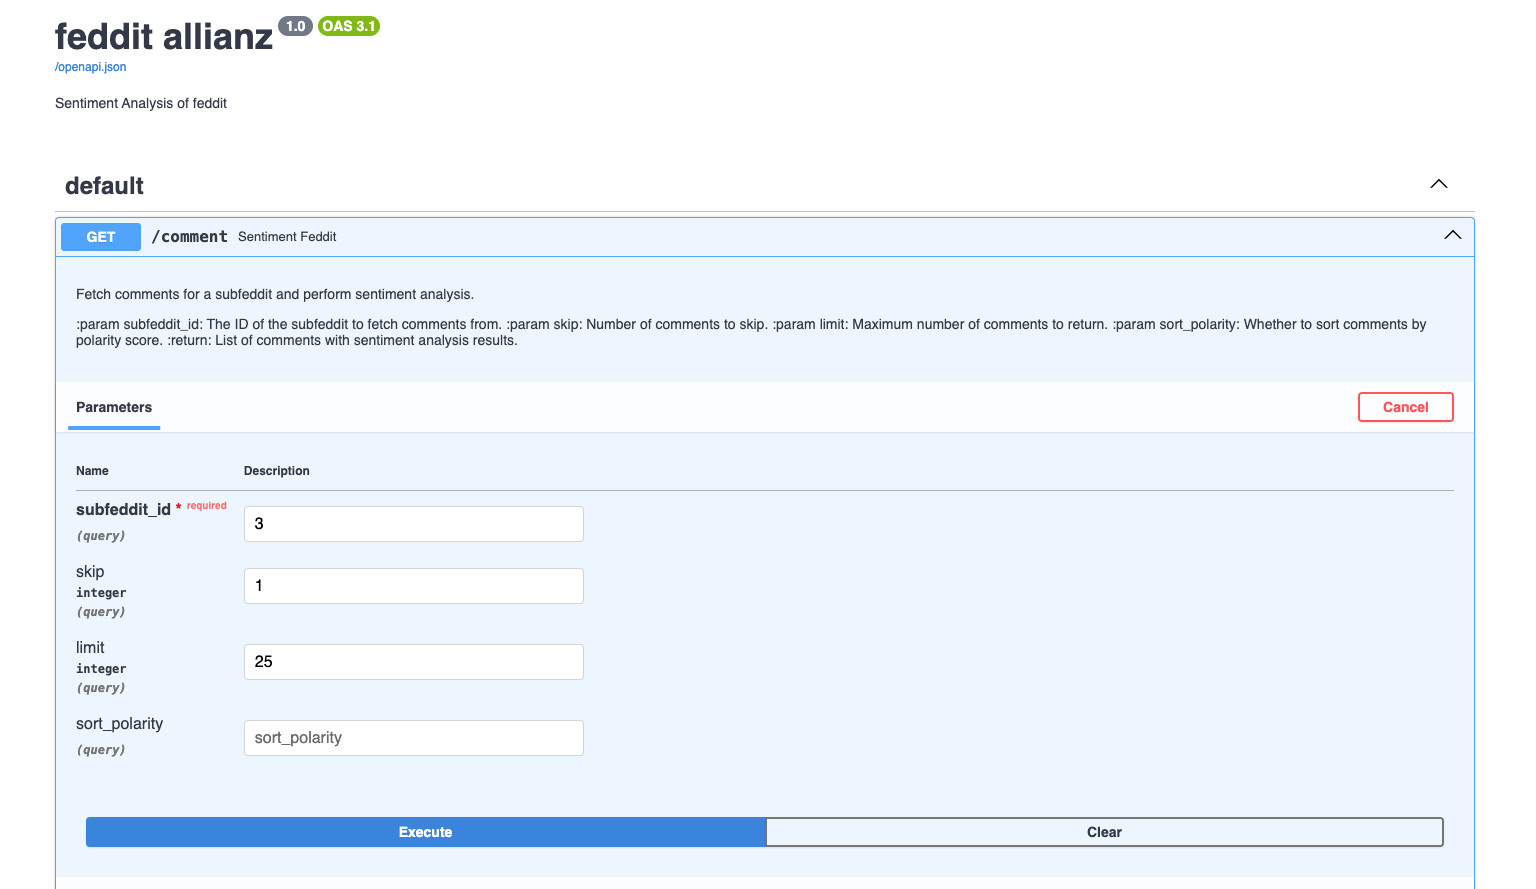 feddit allianz 1.0 OAS 3.1
/openapi.json
Sentiment Analysis of feddit
default
GET /comment Sentiment Feddit
Fetch comments for a subfeddit and perform sentiment analysis.
:param subfeddit_id: The ID of the subfeddit to fetch comments from. :param skip: Number of comments to skip. :param limit: Maximum number of comments to return. :param sort_polarity: Whether to sort comments by
polarity score. :return: List of comments with sentiment analysis results.
Parameters Cancel
Name Description
subfeddit_id * required
(query)
3
skip
integer
(query)
1
limit
integer
(query)
25
sort_polarity
(query)
sort_polarity
Execute Clear